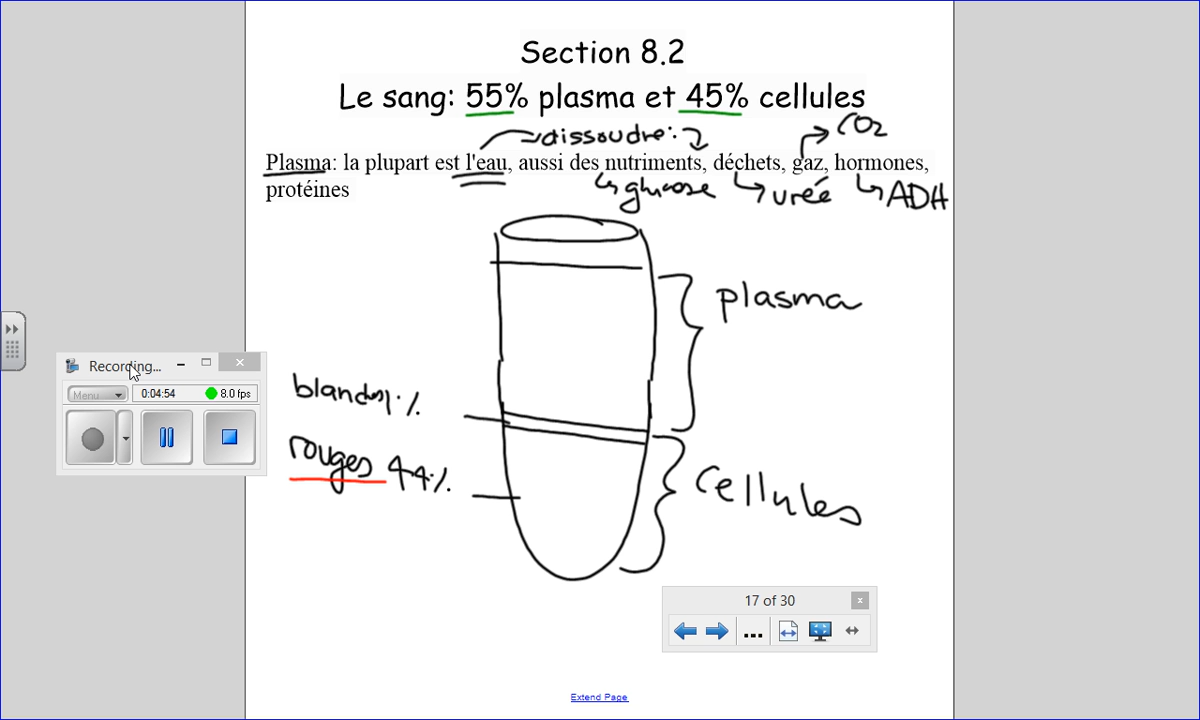 Section 8.2
Le sang: 55% plasma et 45% cellules
dissoudre:
CO2
Plasma: la plupart est l'eau, aussi des nutriments, déchets, gaz, hormones,
protéines
glucose
urée
ADH
plasma
Recording...
Menu
0:04:54
8.0 fps
1%
rouges 44%
cellules
17 of 30
...
Extend Page